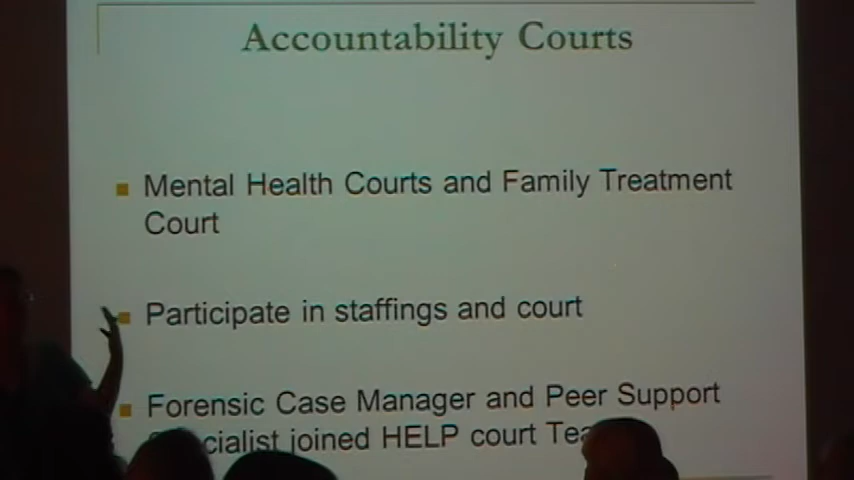 Accountability Courts
Mental Health Courts and Family Treatment
Court
Participate in staffings and court
Forensic Case Manager and Peer Support
joined HELP court